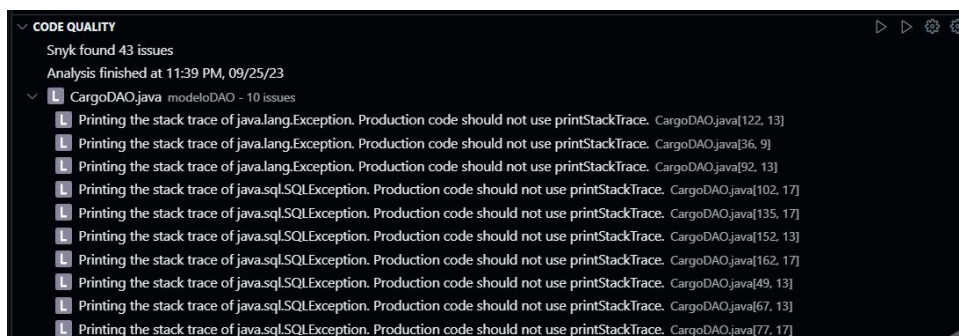 CODE QUALITY
Snyk found 43 issues
Analysis finished at 11:39 PM, 09/25/23
L CargoDAO.java modeloDAO - 10 issues
L Printing the stack trace of java.lang.Exception. Production code should not use printStackTrace. CargoDAO.java[122, 13]
L Printing the stack trace of java.lang.Exception. Production code should not use printStackTrace. CargoDAO.java[36, 9]
L Printing the stack trace of java.lang.Exception. Production code should not use printStackTrace. CargoDAO.java[92, 13]
L Printing the stack trace of java.sql.SQLException. Production code should not use printStackTrace. CargoDAO.java[102, 17]
L Printing the stack trace of java.sql.SQLException. Production code should not use printStackTrace. CargoDAO.java[135, 17]
L Printing the stack trace of java.sql.SQLException. Production code should not use printStackTrace. CargoDAO.java[152, 13]
L Printing the stack trace of java.sql.SQLException. Production code should not use printStackTrace. CargoDAO.java[162, 17]
L Printing the stack trace of java.sql.SQLException. Production code should not use printStackTrace. CargoDAO.java[49, 13]
L Printing the stack trace of java.sql.SQLException. Production code should not use printStackTrace. CargoDAO.java[67, 13]
L Printing the stack trace of java.sql.SQLException. Production code should not use printStackTrace. CargoDAO.java[77, 17]